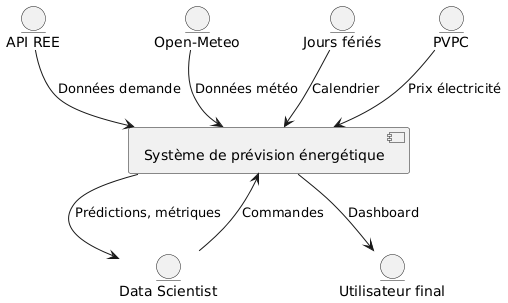 API REE
Open-Meteo
Jours fériés
PVPC
Données demande
Données météo
Calendrier
Prix électricité
Système de prévision énergétique
Prédictions, métriques
Commandes
Dashboard
Data Scientist
Utilisateur final